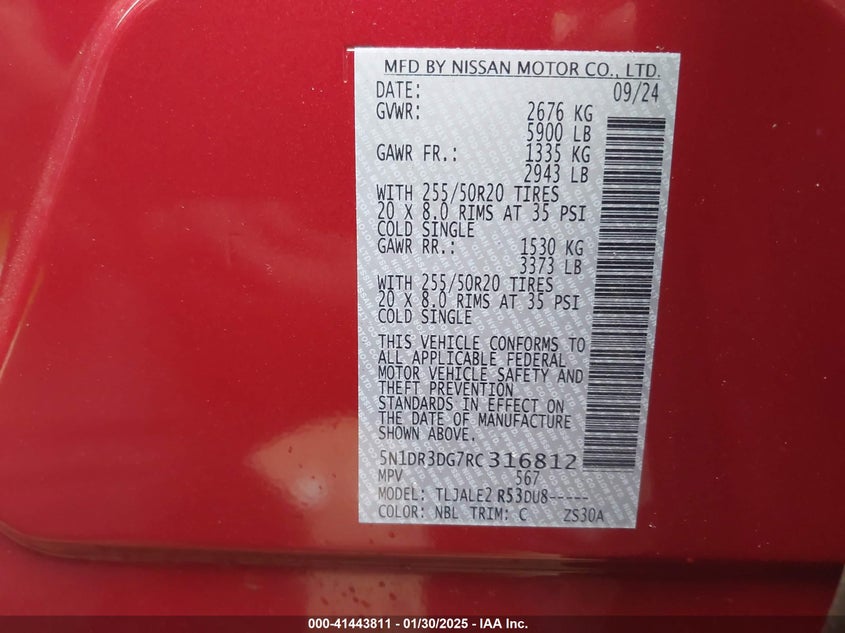 MFD BY NISSAN MOTOR CO., LTD.
DATE: 09/24
GVWR: 2676 KG
5900 LB
GAWR FR.: 1335 KG
2943 LB
WITH 255/50R20 TIRES
20 X 8.0 RIMS AT 35 PSI
COLD SINGLE
GAWR RR.: 1530 KG
3373 LB
WITH 255/50R20 TIRES
20 X 8.0 RIMS AT 35 PSI
COLD SINGLE
THIS VEHICLE CONFORMS TO
ALL APPLICABLE FEDERAL
MOTOR VEHICLE SAFETY AND
THEFT PREVENTION
STANDARDS IN EFFECT ON
THE DATE OF MANUFACTURE
SHOWN ABOVE.
5N1DR3DG7RC316812
MPV 567
MODEL: TLJALE2 R53DU8-----
COLOR: NBL TRIM: C ZS30A
000-41443811 - 01/30/2025 - IAA Inc.